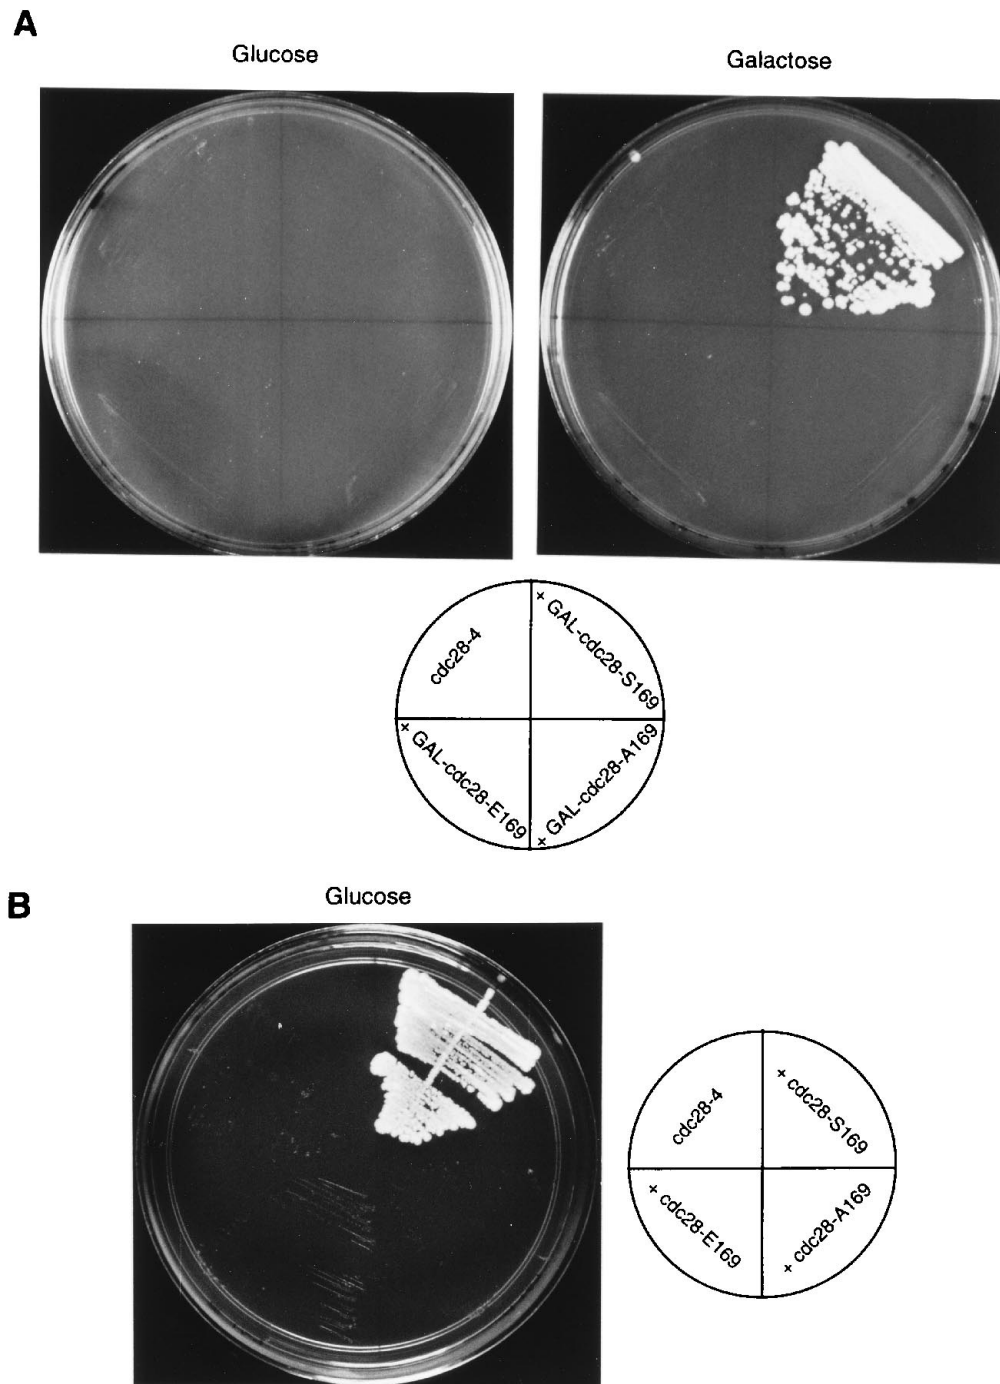 A
Glucose
Galactose
cdc28-4
× GAL-cdc28-S169
× GAL-cdc28-E169
× GAL-cdc28-A169
B
Glucose
cdc28-4
× cdc28-S169
× cdc28-E169
× cdc28-A169